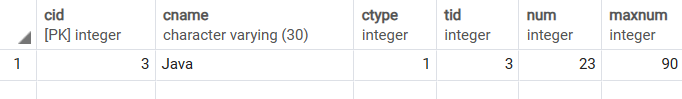 cid cname ctype tid num maxnum
[PK] integer character varying (30) integer integer integer integer
1 3 Java 1 3 23 90